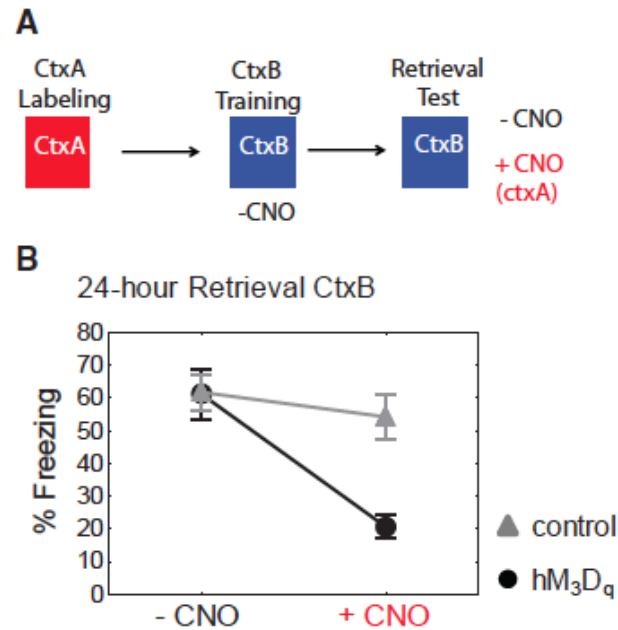 A
CtxA
Labeling
CtxB
Training
Retrieval
Test
CtxA
CtxB
CtxB
- CNO
+ CNO
(ctxA)
-CNO
B
24-hour Retrieval CtxB
% Freezing
80
70
60
50
40
30
20
10
0
- CNO
+ CNO
control
hM₃Dq